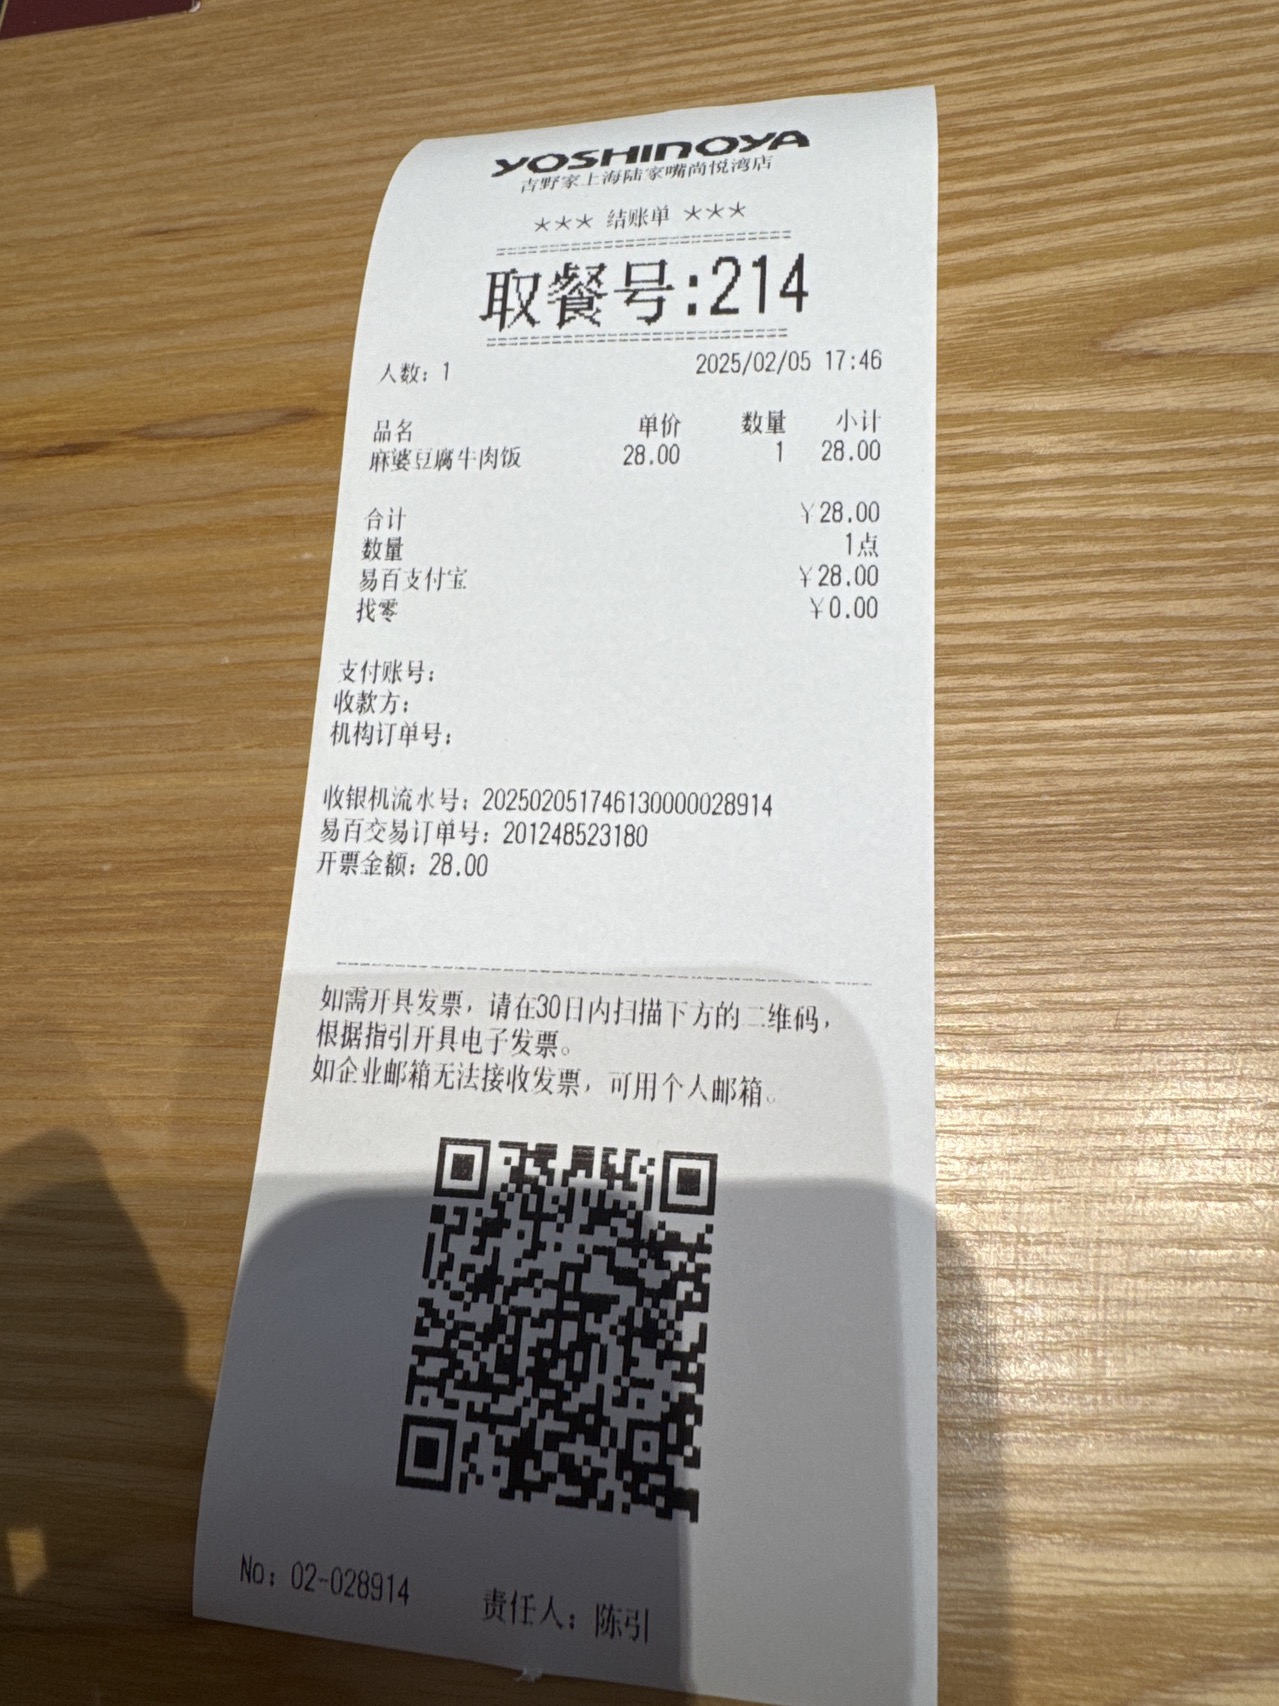 YOSHINOYA
吉野家上海陆家嘴尚悦湾店
*** 结账单 ***
取餐号:214
人数: 1 2025/02/05 17:46
品名 单价 数量 小计
麻婆豆腐牛肉饭 28.00 1 28.00
合计 ¥28.00
数量 1点
易百支付宝 ¥28.00
找零 ¥0.00
支付账号:
收款方:
机构订单号:
收银机流水号: 202502051746130000028914
易百交易订单号: 201248523180
开票金额: 28.00
如需开具发票，请在30日内扫描下方的二维码，
根据指引开具电子发票。
如企业邮箱无法接收发票，可用个人邮箱。
No: 02-028914 责任人: 陈引